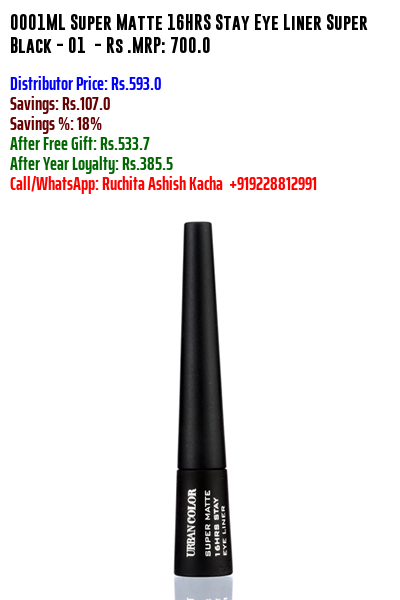 0001ML Super Matte 16HRS Stay Eye Liner Super
Black - 01  - Rs .MRP: 700.0
Distributor Price: Rs.593.0
Savings: Rs.107.0
Savings %: 18%
After Free Gift: Rs.533.7
After Year Loyalty: Rs.385.5
Call/WhatsApp: Ruchita Ashish Kacha  +919228812991
URBAN COLOR
SUPER MATTE
16HRS STAY
EYE LINER